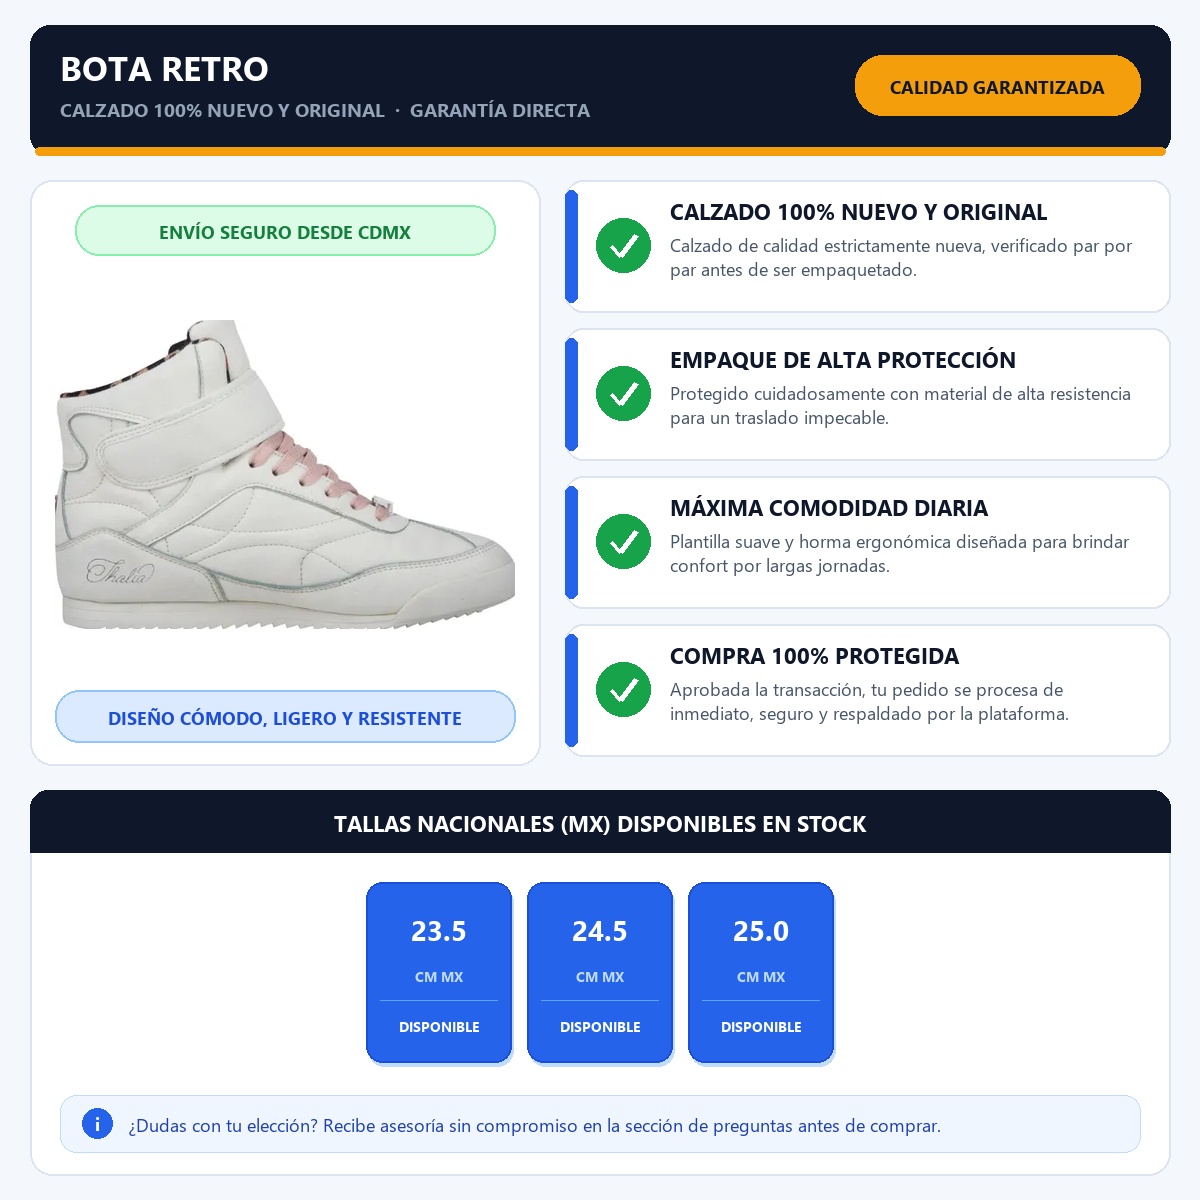 BOTA RETRO
CALZADO 100% NUEVO Y ORIGINAL · GARANTÍA DIRECTA
CALIDAD GARANTIZADA
ENVÍO SEGURO DESDE CDMX
Thalia
DISEÑO CÓMODO, LIGERO Y RESISTENTE
CALZADO 100% NUEVO Y ORIGINAL
Calzado de calidad estrictamente nueva, verificado par por
par antes de ser empaquetado.
EMPAQUE DE ALTA PROTECCIÓN
Protegido cuidadosamente con material de alta resistencia
para un traslado impecable.
MÁXIMA COMODIDAD DIARIA
Plantilla suave y horma ergonómica diseñada para brindar
confort por largas jornadas.
COMPRA 100% PROTEGIDA
Aprobada la transacción, tu pedido se procesa de
inmediato, seguro y respaldado por la plataforma.
TALLAS NACIONALES (MX) DISPONIBLES EN STOCK
23.5
CM MX
DISPONIBLE
24.5
CM MX
DISPONIBLE
25.0
CM MX
DISPONIBLE
¿Dudas con tu elección? Recibe asesoría sin compromiso en la sección de preguntas antes de comprar.